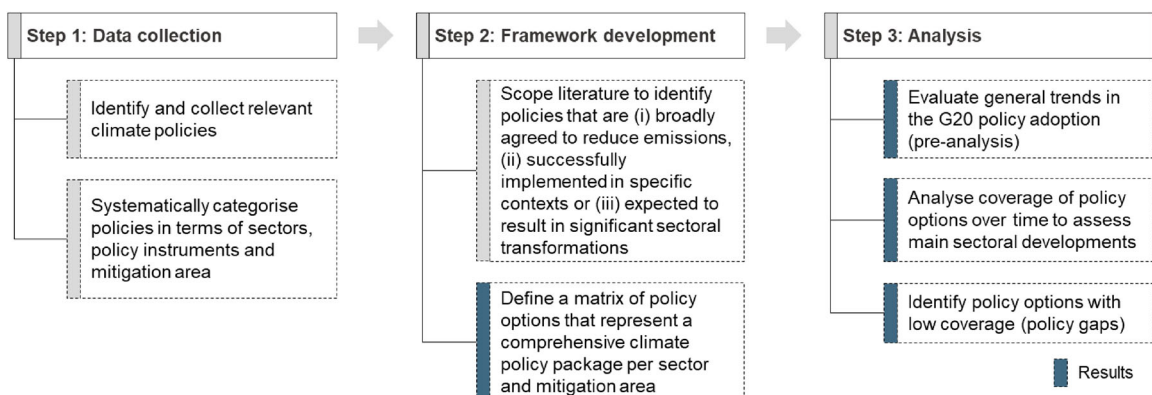 Step 1: Data collection
Identify and collect relevant
climate policies
Systematically categorise
policies in terms of sectors,
policy instruments and
mitigation area
Step 2: Framework development
Scope literature to identify
policies that are (i) broadly
agreed to reduce emissions,
(ii) successfully
implemented in specific
contexts or (iii) expected to
result in significant sectoral
transformations
Define a matrix of policy
options that represent a
comprehensive climate
policy package per sector
and mitigation area
Step 3: Analysis
Evaluate general trends in
the G20 policy adoption
(pre-analysis)
Analyse coverage of policy
options over time to assess
main sectoral developments
Identify policy options with
low coverage (policy gaps)
Results